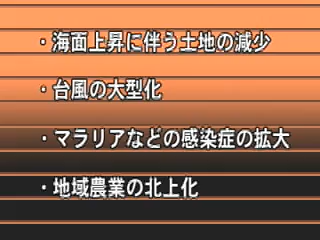 ・海面上昇に伴う土地の減少
・台風の大型化
・マラリアなどの感染症の拡大
・地域農業の北上化